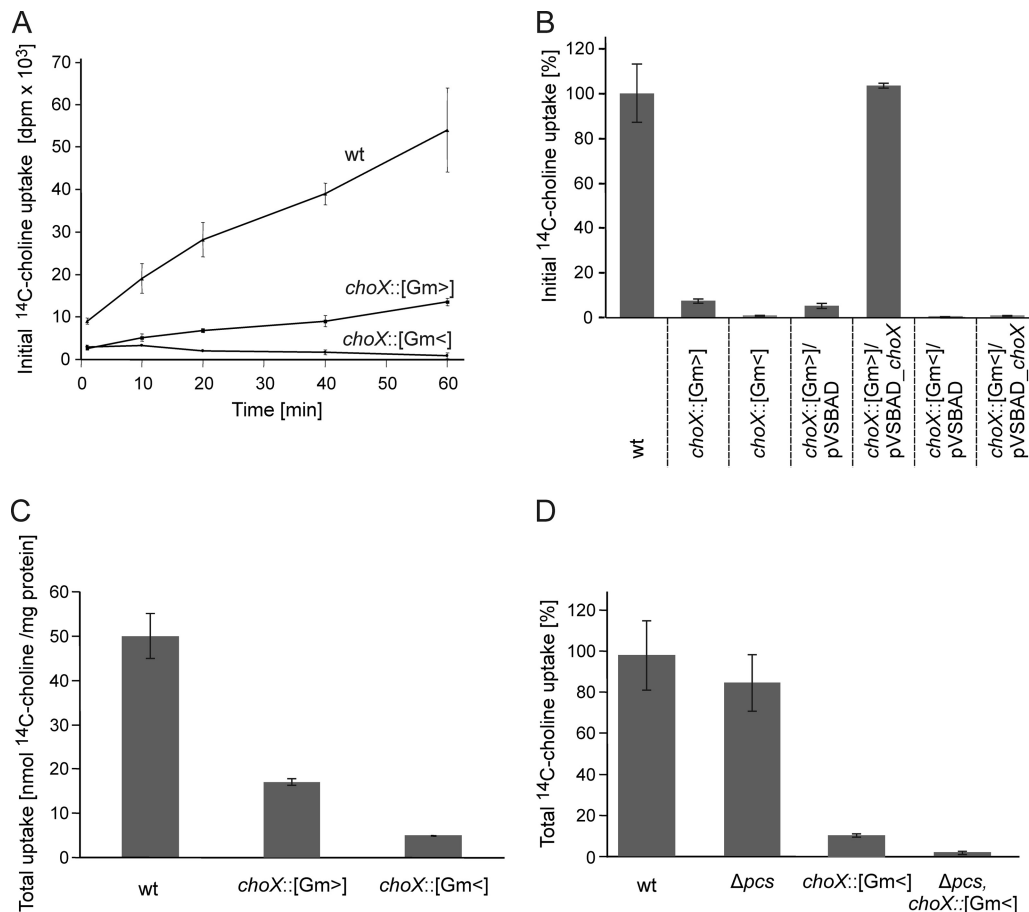 A
Initial ¹⁴C-choline uptake [dpm x 10³]
70
60
50
40
30
20
10
0
wt
choX::[Gm>]
choX::[Gm<]
0
10
20
30
40
50
60
Time [min]
B
Initial ¹⁴C-choline uptake [%]
120
100
80
60
40
20
0
wt
choX::[Gm>]
choX::[Gm<]
choX::[Gm>]/
pVSBAD
choX::[Gm>]/
pVSBAD_choX
choX::[Gm<]/
pVSBAD
choX::[Gm<]/
pVSBAD_choX
C
Total uptake [nmol ¹⁴C-choline /mg protein]
60
50
40
30
20
10
0
wt
choX::[Gm>]
choX::[Gm<]
D
Total ¹⁴C-choline uptake [%]
120
100
80
60
40
20
0
wt
Δpcs
choX::[Gm<]
Δpcs,
choX::[Gm<]